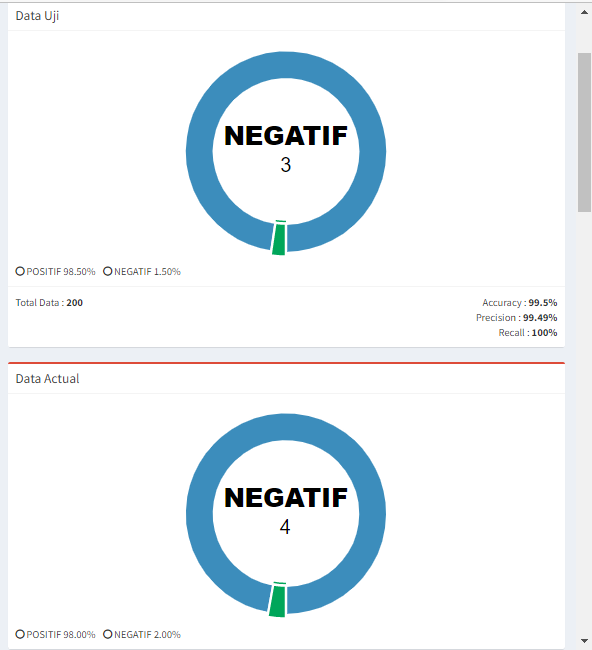 Data Uji
NEGATIF
3
POSITIF 98.50% NEGATIF 1.50%
Total Data : 200
Accuracy : 99.5%
Precision : 99.49%
Recall : 100%
Data Actual
NEGATIF
4
POSITIF 98.00% NEGATIF 2.00%